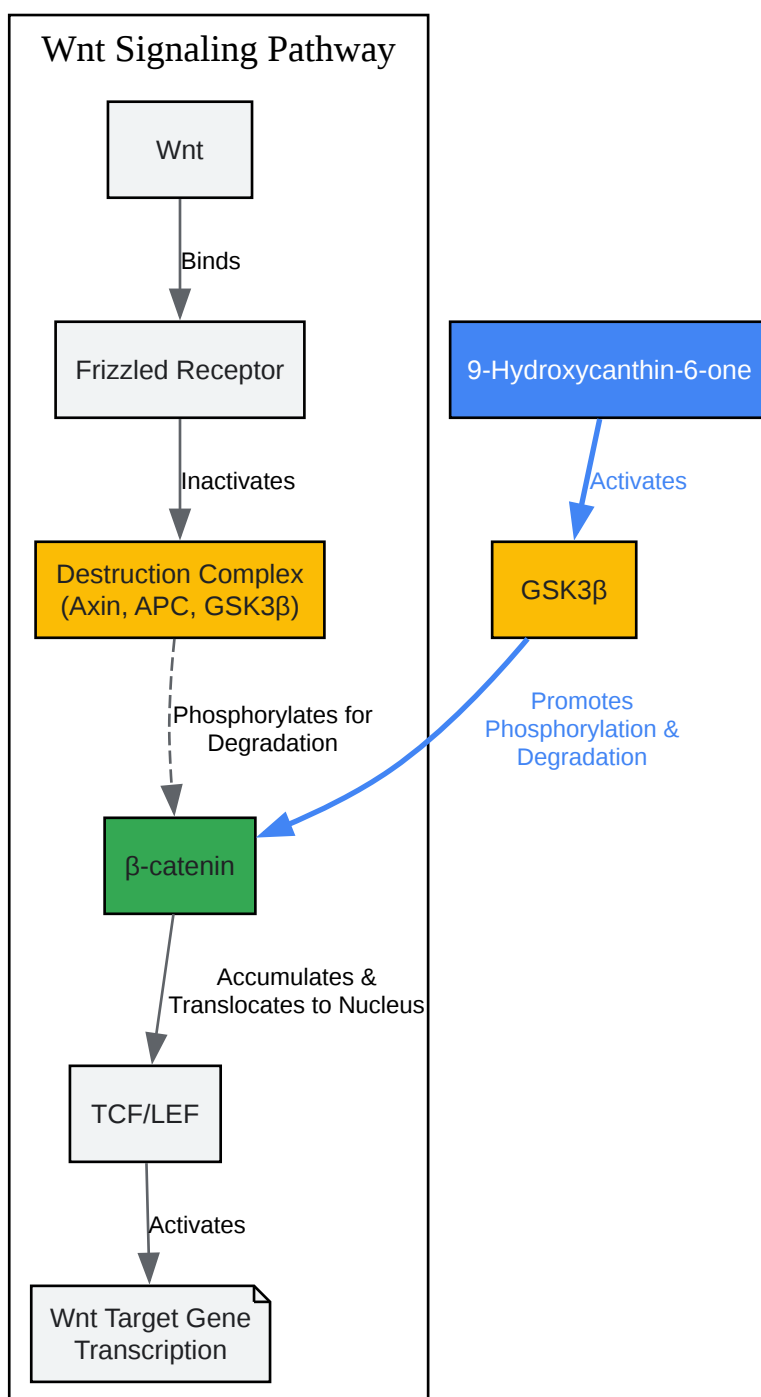 Wnt Signaling Pathway
Wnt
Binds
Frizzled Receptor
9-Hydroxycanthin-6-one
Inactivates
Activates
Destruction Complex
(Axin, APC, GSK3β)
GSK3β
Phosphorylates for
Degradation
Promotes
Phosphorylation &
Degradation
β-catenin
Accumulates &
Translocates to Nucleus
TCF/LEF
Activates
Wnt Target Gene
Transcription